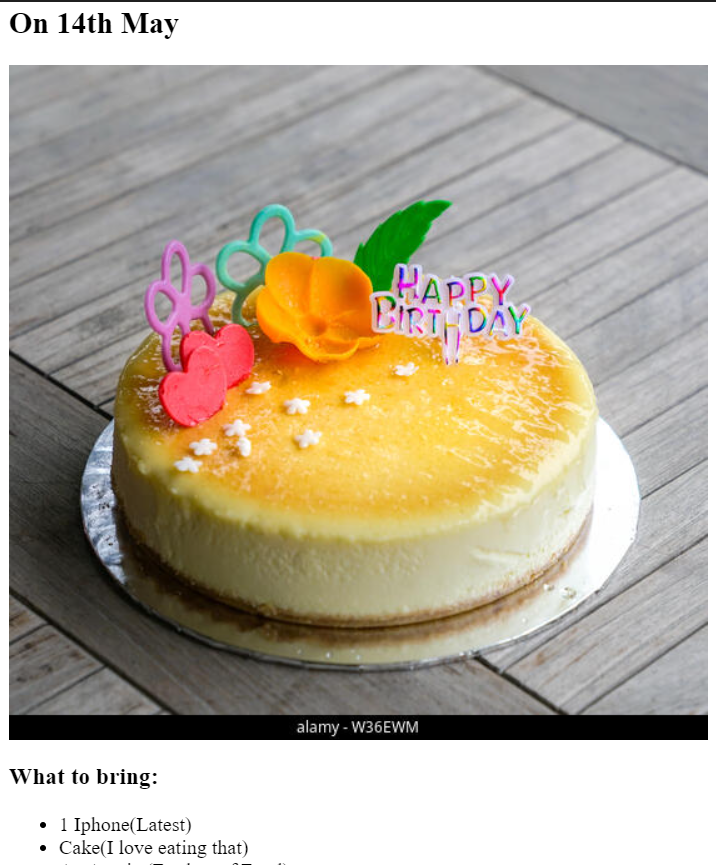 On 14th May
HAPPY
BIRTHDAY
!!
alamy - W36EWM
What to bring:
1 Iphone(Latest)
Cake(I love eating that)